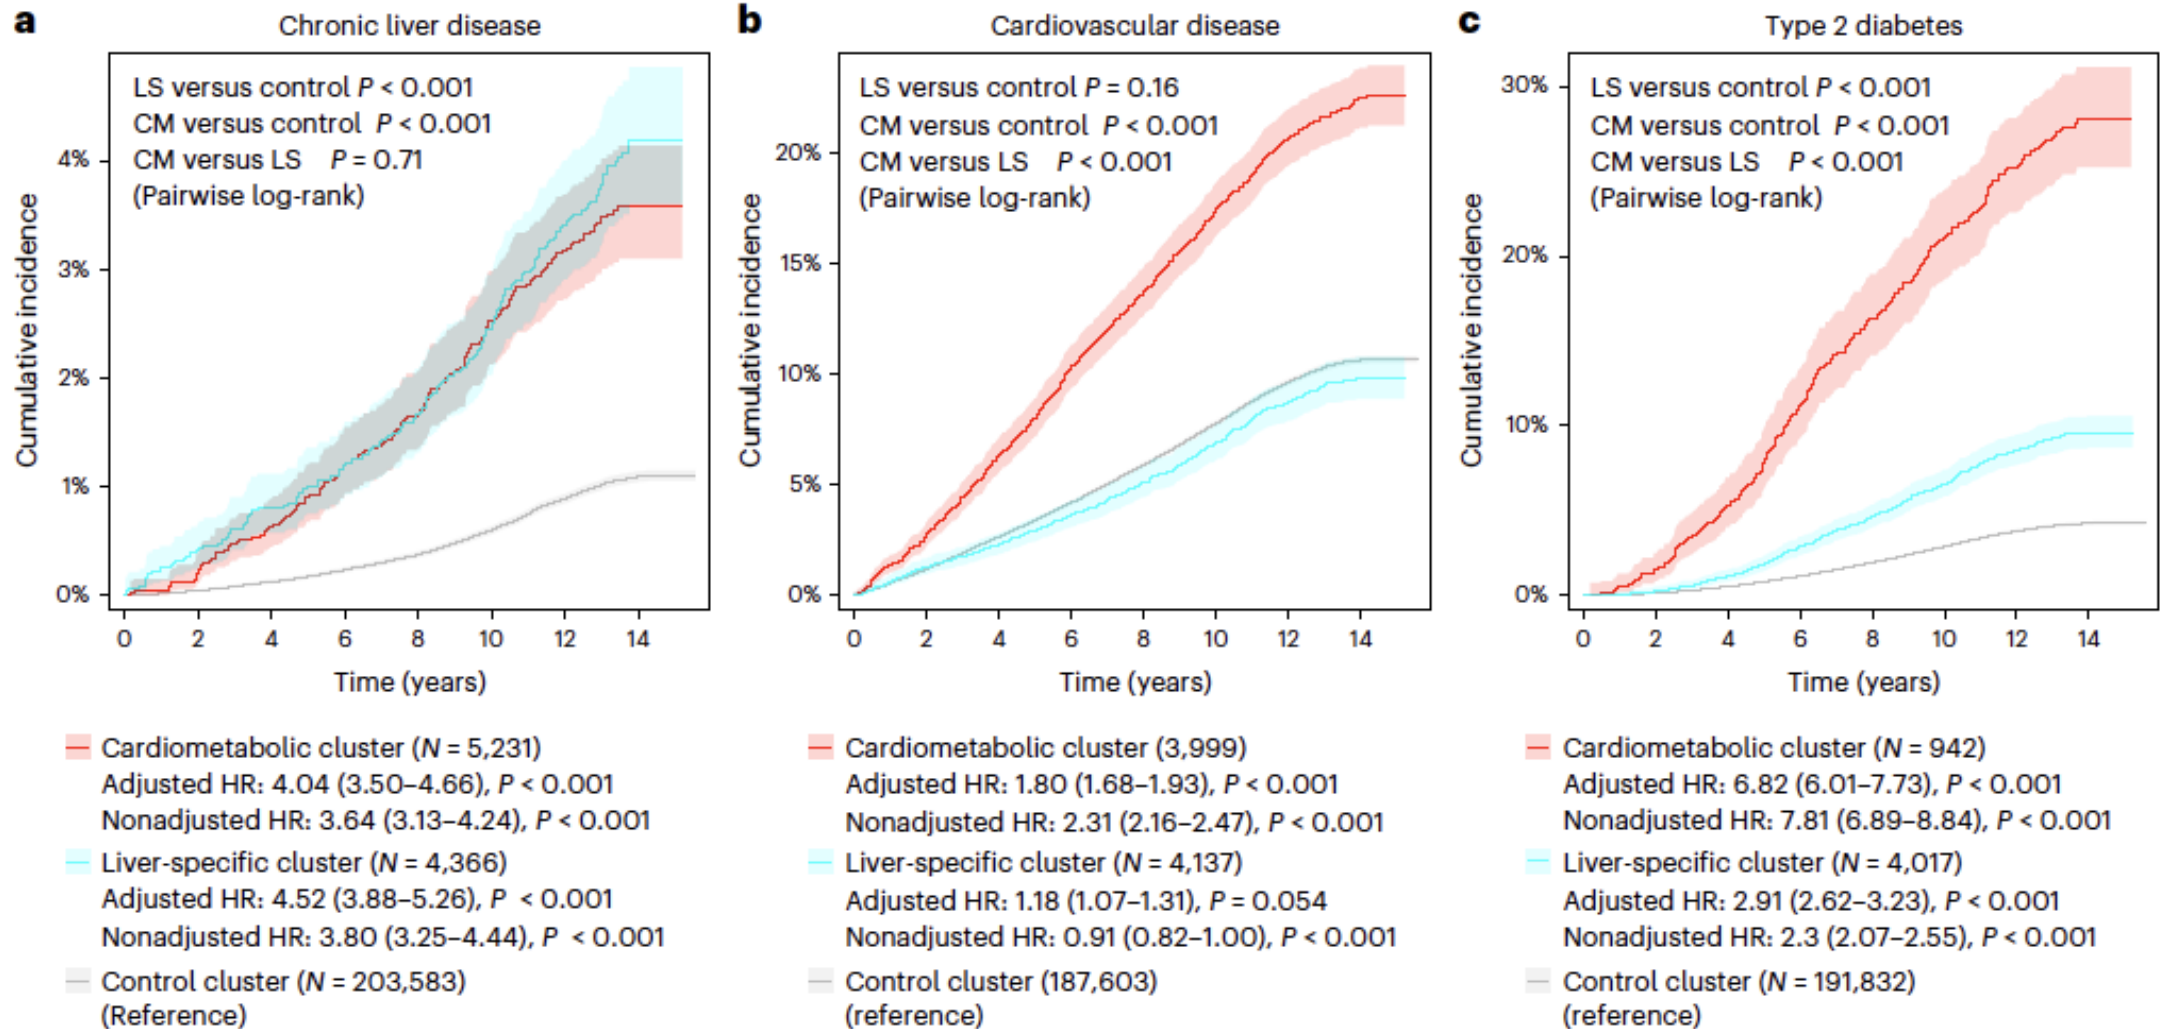 a
Chronic liver disease
LS versus control P < 0.001
CM versus control P < 0.001
CM versus LS P = 0.71
(Pairwise log-rank)
Cumulative incidence
4%
3%
2%
1%
0%
0 2 4 6 8 10 12 14
Time (years)
Cardiometabolic cluster (N = 5,231)
Adjusted HR: 4.04 (3.50–4.66), P < 0.001
Nonadjusted HR: 3.64 (3.13–4.24), P < 0.001
Liver-specific cluster (N = 4,366)
Adjusted HR: 4.52 (3.88–5.26), P < 0.001
Nonadjusted HR: 3.80 (3.25–4.44), P < 0.001
Control cluster (N = 203,583)
(Reference)
b
Cardiovascular disease
LS versus control P = 0.16
CM versus control P < 0.001
CM versus LS P < 0.001
(Pairwise log-rank)
Cumulative incidence
20%
15%
10%
5%
0%
0 2 4 6 8 10 12 14
Time (years)
Cardiometabolic cluster (3,999)
Adjusted HR: 1.80 (1.68–1.93), P < 0.001
Nonadjusted HR: 2.31 (2.16–2.47), P < 0.001
Liver-specific cluster (N = 4,137)
Adjusted HR: 1.18 (1.07–1.31), P = 0.054
Nonadjusted HR: 0.91 (0.82–1.00), P < 0.001
Control cluster (187,603)
(reference)
c
Type 2 diabetes
LS versus control P < 0.001
CM versus control P < 0.001
CM versus LS P < 0.001
(Pairwise log-rank)
Cumulative incidence
30%
20%
10%
0%
0 2 4 6 8 10 12 14
Time (years)
Cardiometabolic cluster (N = 942)
Adjusted HR: 6.82 (6.01–7.73), P < 0.001
Nonadjusted HR: 7.81 (6.89–8.84), P < 0.001
Liver-specific cluster (N = 4,017)
Adjusted HR: 2.91 (2.62–3.23), P < 0.001
Nonadjusted HR: 2.3 (2.07–2.55), P < 0.001
Control cluster (N = 191,832)
(reference)